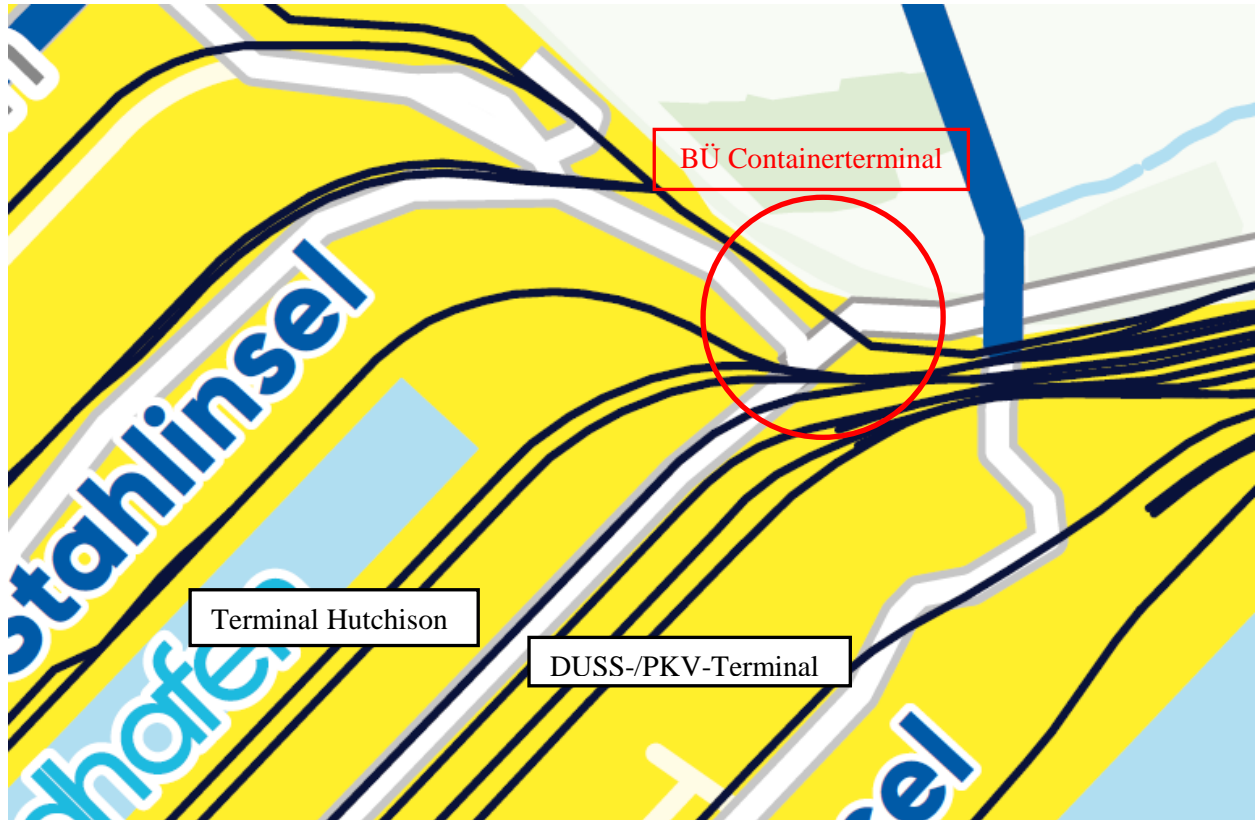 BÜ Containerterminal
Stahlinsel
Terminal Hutchison
DUSS-/PKV-Terminal